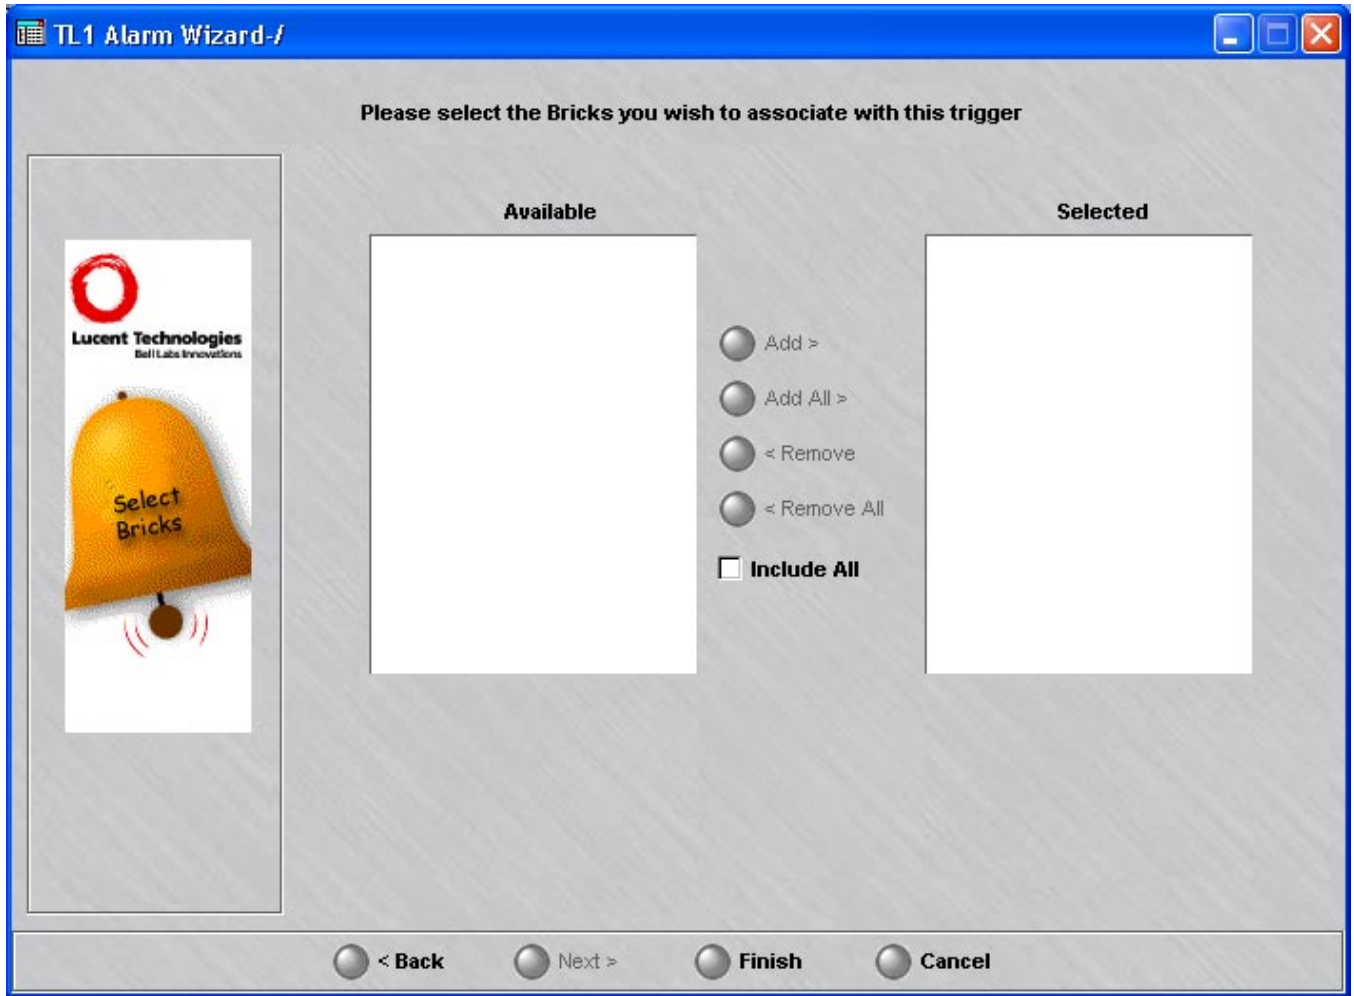 TL1 Alarm Wizard-/
Please select the Bricks you wish to associate with this trigger
Available
Selected
Lucent Technologies
Bell Labs Innovations
Select
Bricks
Add >
Add All >
< Remove
< Remove All
Include All
< Back
Next >
Finish
Cancel